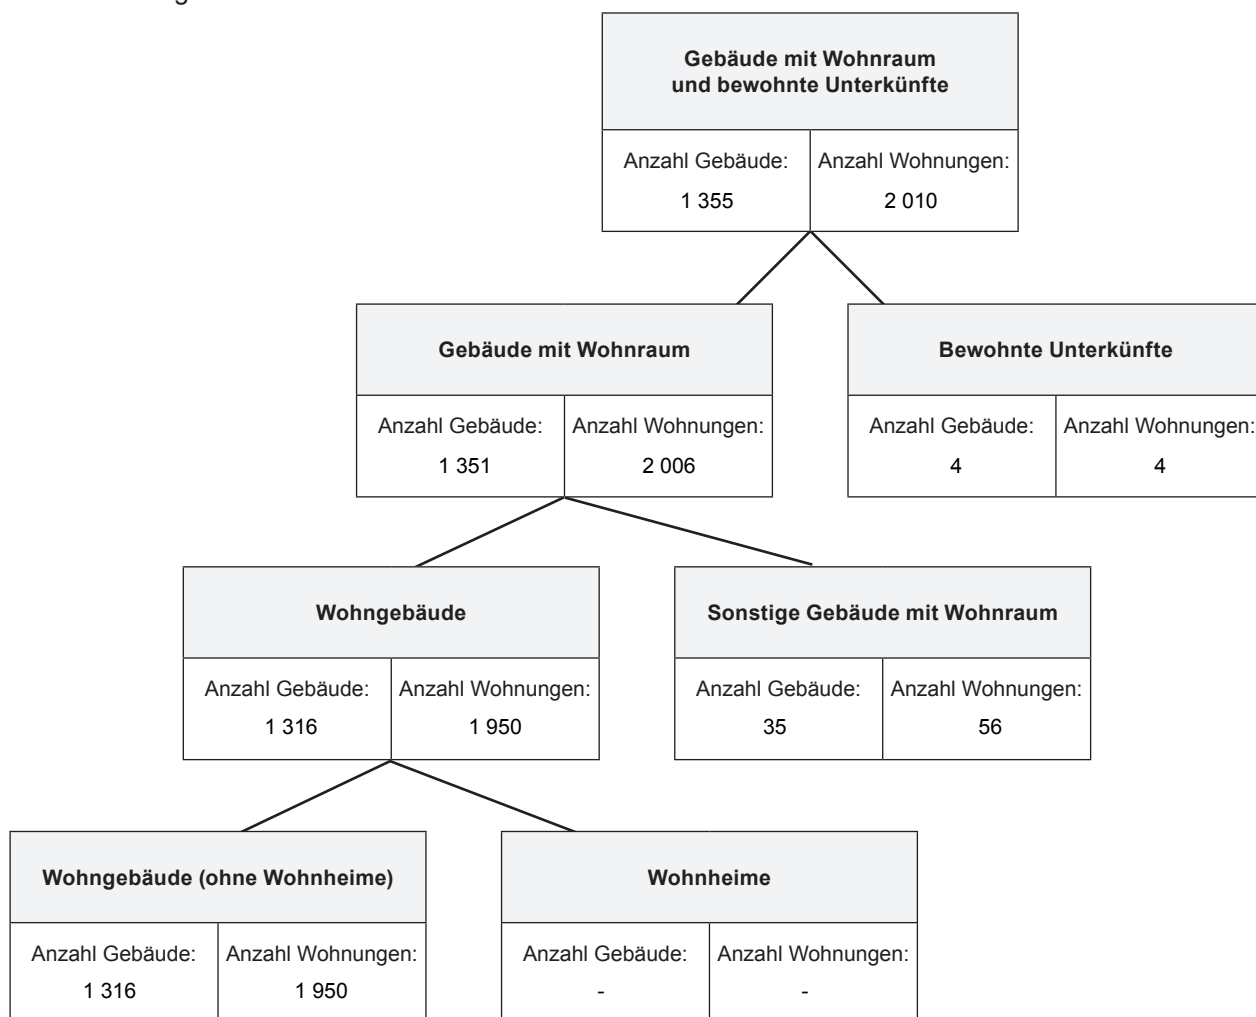 Gebäude mit Wohnraum
und bewohnte Unterkünfte
Anzahl Gebäude: Anzahl Wohnungen:
1 355 2 010
Gebäude mit Wohnraum
Anzahl Gebäude: Anzahl Wohnungen:
1 351 2 006
Bewohnte Unterkünfte
Anzahl Gebäude: Anzahl Wohnungen:
4 4
Wohngebäude
Anzahl Gebäude: Anzahl Wohnungen:
1 316 1 950
Sonstige Gebäude mit Wohnraum
Anzahl Gebäude: Anzahl Wohnungen:
35 56
Wohngebäude (ohne Wohnheime)
Anzahl Gebäude: Anzahl Wohnungen:
1 316 1 950
Wohnheime
Anzahl Gebäude: Anzahl Wohnungen:
- -